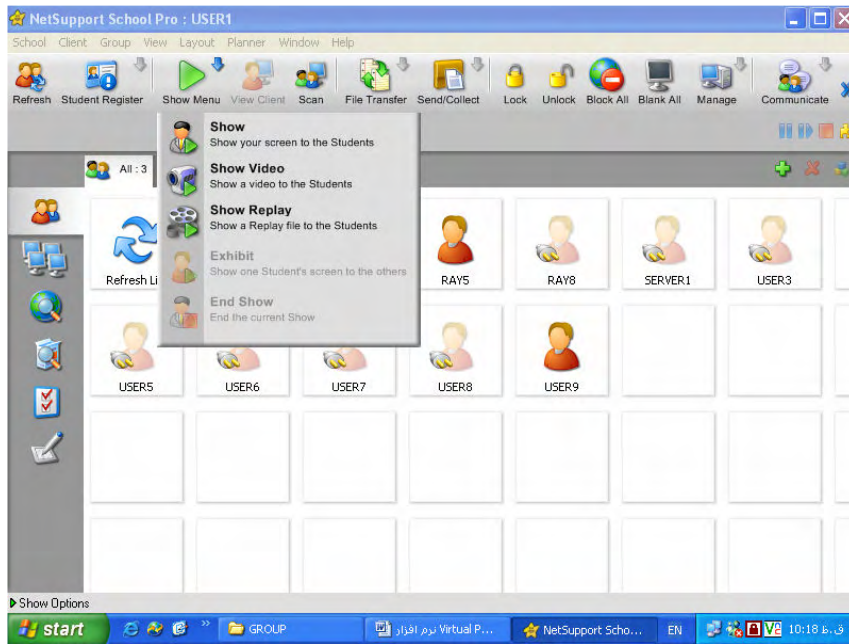 NetSupport School Pro : USER1
School Client Group View Layout Planner Window Help
Refresh Student Register Show Menu View Client Scan File Transfer Send/Collect Lock Unlock Block All Blank All Manage Communicate
Show
Show your screen to the Students
All : 3
Show Video
Show a video to the Students
Show Replay
Show a Replay file to the Students
Exhibit
Show one Student's screen to the others
End Show
End the current Show
Refresh Li
RAY5 RAY8 SERVER1 USER3
USER5 USER6 USER7 USER8 USER9
Show Options
start GROUP نرم افزار Virtual P... NetSupport Scho... EN 10:18 ق.ظ